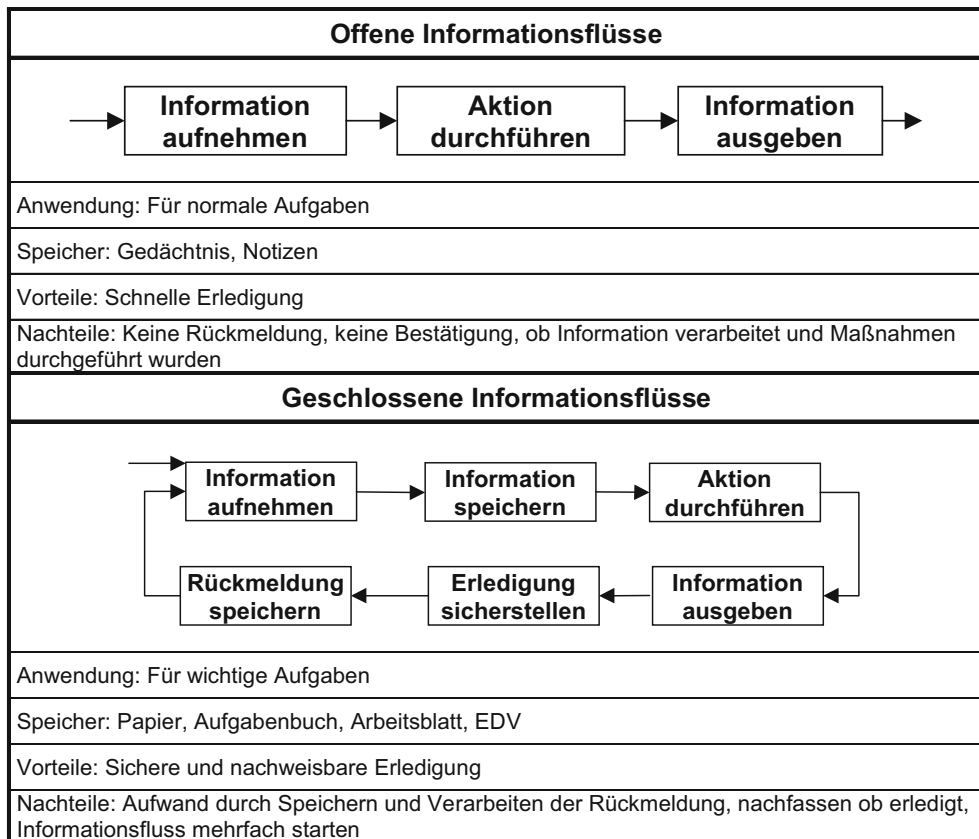 Offene Informationsflüsse
Information
aufnehmen
Aktion
durchführen
Information
ausgeben
Anwendung: Für normale Aufgaben
Speicher: Gedächtnis, Notizen
Vorteile: Schnelle Erledigung
Nachteile: Keine Rückmeldung, keine Bestätigung, ob Information verarbeitet und Maßnahmen
durchgeführt wurden
Geschlossene Informationsflüsse
Information
aufnehmen
Information
speichern
Aktion
durchführen
Rückmeldung
speichern
Erledigung
sicherstellen
Information
ausgeben
Anwendung: Für wichtige Aufgaben
Speicher: Papier, Aufgabenbuch, Arbeitsblatt, EDV
Vorteile: Sichere und nachweisbare Erledigung
Nachteile: Aufwand durch Speichern und Verarbeiten der Rückmeldung, nachfassen ob erledigt,
Informationsfluss mehrfach starten